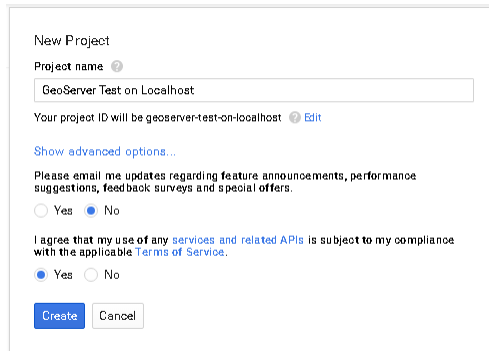 New Project
Project name ?
GeoServer Test on Localhost
Your project ID will be geoserver-test-on-localhost ? Edit
Show advanced options...
Please email me updates regarding feature announcements, performance
suggestions, feedback surveys and special offers.
Yes No
I agree that my use of any services and related APIs is subject to my compliance
with the applicable Terms of Service.
Yes No
Create Cancel